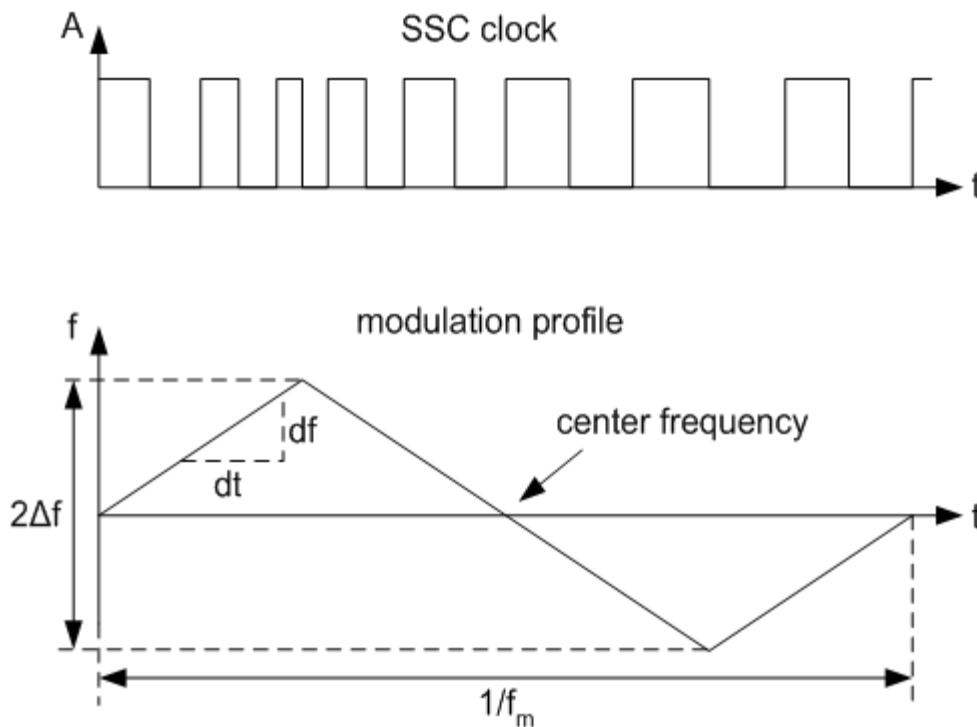 A
SSC clock
t
f
modulation profile
center frequency
df
dt
2Δf
t
1/fm